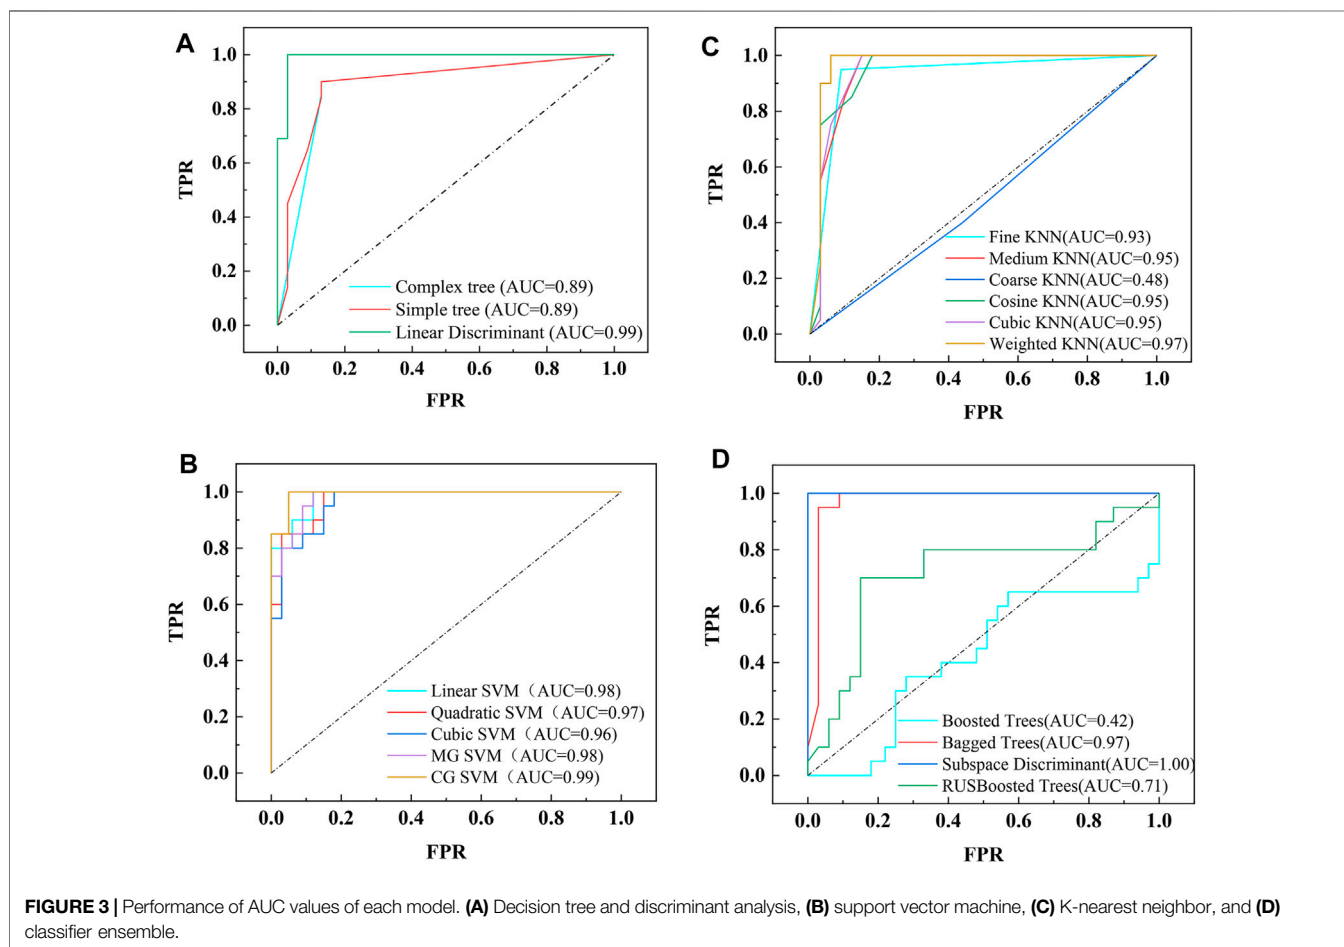 A
TPR
1.0
0.8
0.6
0.4
0.2
0.0
Complex tree (AUC=0.89)
Simple tree (AUC=0.89)
Linear Discriminant (AUC=0.99)
0.0 0.2 0.4 0.6 0.8 1.0
FPR
C
TPR
1.0
0.8
0.6
0.4
0.2
0.0
Fine KNN(AUC=0.93)
Medium KNN(AUC=0.95)
Coarse KNN(AUC=0.48)
Cosine KNN(AUC=0.95)
Cubic KNN(AUC=0.95)
Weighted KNN(AUC=0.97)
0.0 0.2 0.4 0.6 0.8 1.0
FPR
B
TPR
1.0
0.8
0.6
0.4
0.2
0.0
Linear SVM（AUC=0.98)
Quadratic SVM（AUC=0.97)
Cubic SVM（AUC=0.96)
MG SVM（AUC=0.98)
CG SVM（AUC=0.99)
0.0 0.2 0.4 0.6 0.8 1.0
FPR
D
TPR
1.0
0.8
0.6
0.4
0.2
0.0
Boosted Trees(AUC=0.42)
Bagged Trees(AUC=0.97)
Subspace Discriminant(AUC=1.00)
RUSBoosted Trees(AUC=0.71)
0.0 0.2 0.4 0.6 0.8 1.0
FPR
FIGURE 3 | Performance of AUC values of each model. (A) Decision tree and discriminant analysis, (B) support vector machine, (C) K-nearest neighbor, and (D)
classifier ensemble.